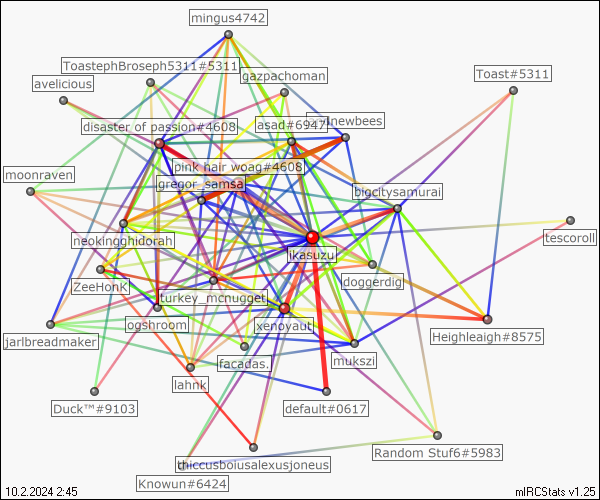 mingus4742
ToastephBroseph5311#5311
gazpachoman
Toast#5311
avelicious
disaster of passion#4608
asad#6947
newbees
pink hair woag#4608
moonraven
gregor_samsa
bigcitysamurai
neokingghidorah
ikasuzu
tescoroll
ZeeHonk
turkey_mcnugget
doggerdig
ogshroom
xenovaut
jarlbreadmaker
facadas.
mukszi
Heighleaigh#8575
lahnk
Duck™#9103
default#0617
Random Stuf6#5983
thiccusboiusalexusjoneus
Knowun#6424
10.2.2024 2:45
mIRCStats v1.25